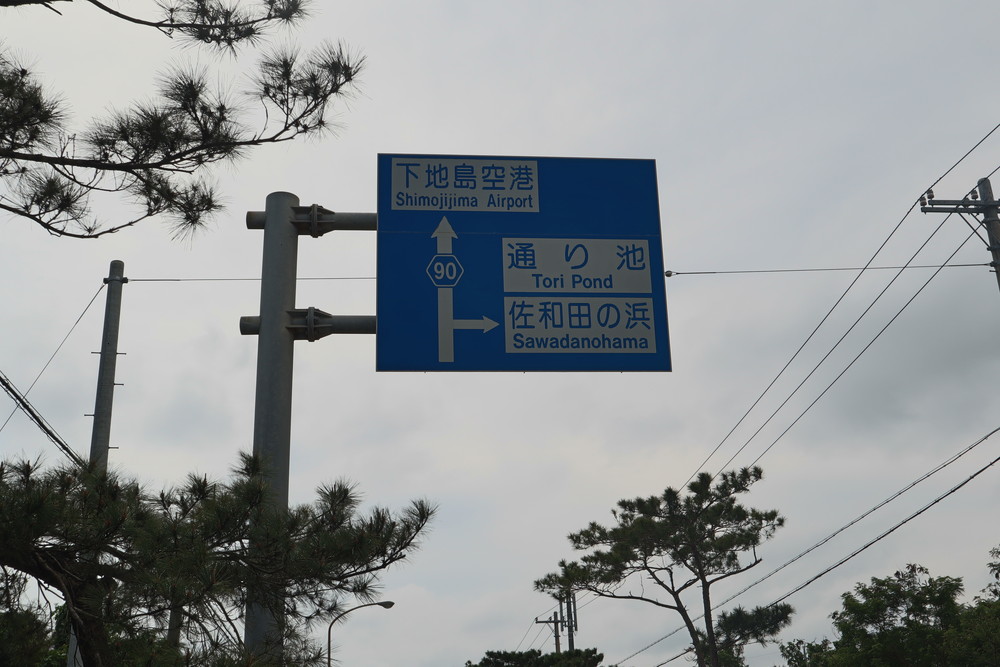 下地島空港
Shimojijima Airport
90
通り池
Tori Pond
佐和田の浜
Sawadanohama